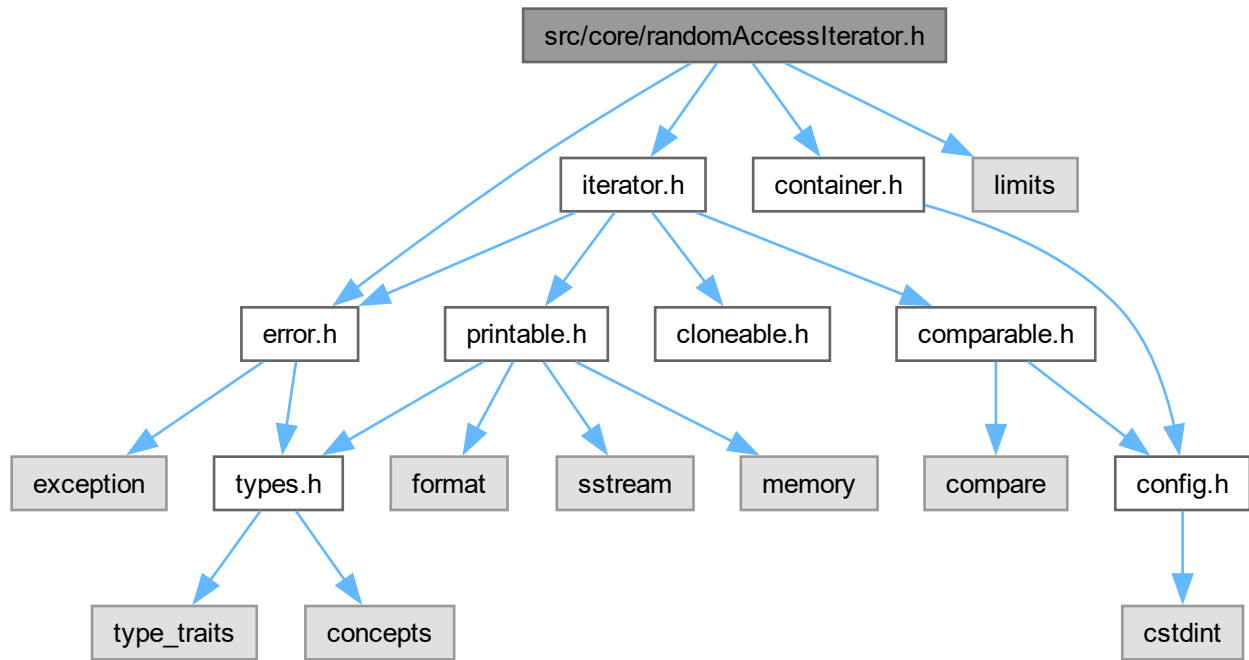 src/core/randomAccessIterator.h
iterator.h
container.h
limits
error.h
printable.h
cloneable.h
comparable.h
exception
types.h
format
sstream
memory
compare
config.h
type_traits
concepts
cstdint